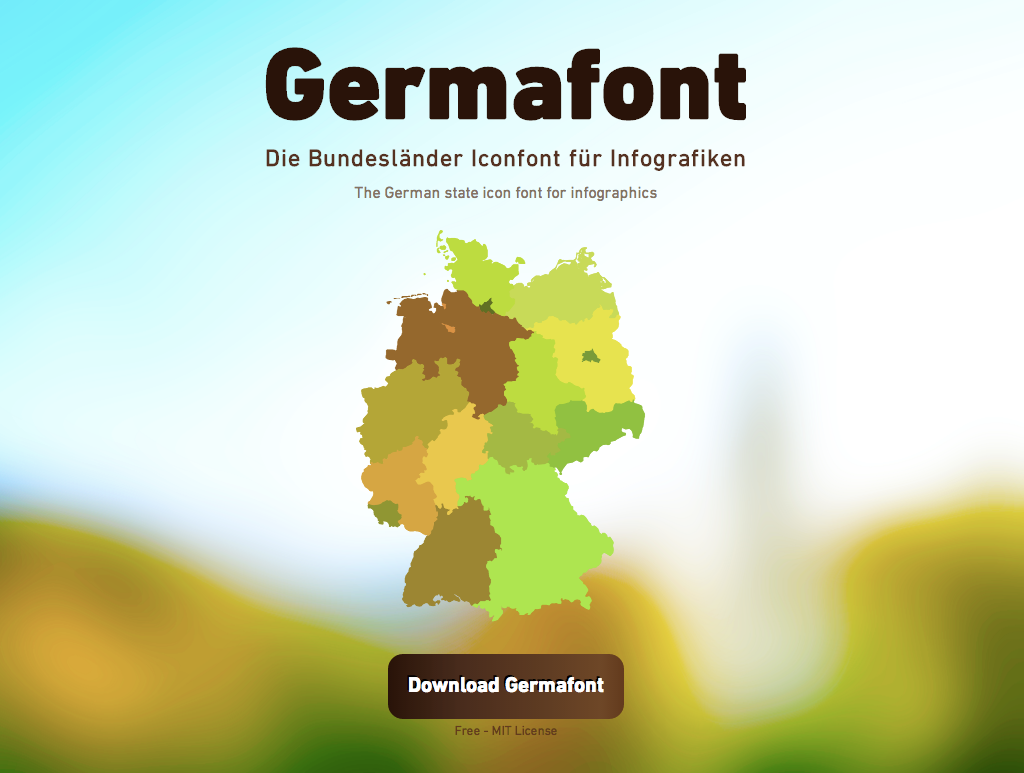 Germafont
Die Bundesländer Iconfont für Infografiken
The German state icon font for infographics
Download Germafont
Free - MIT License